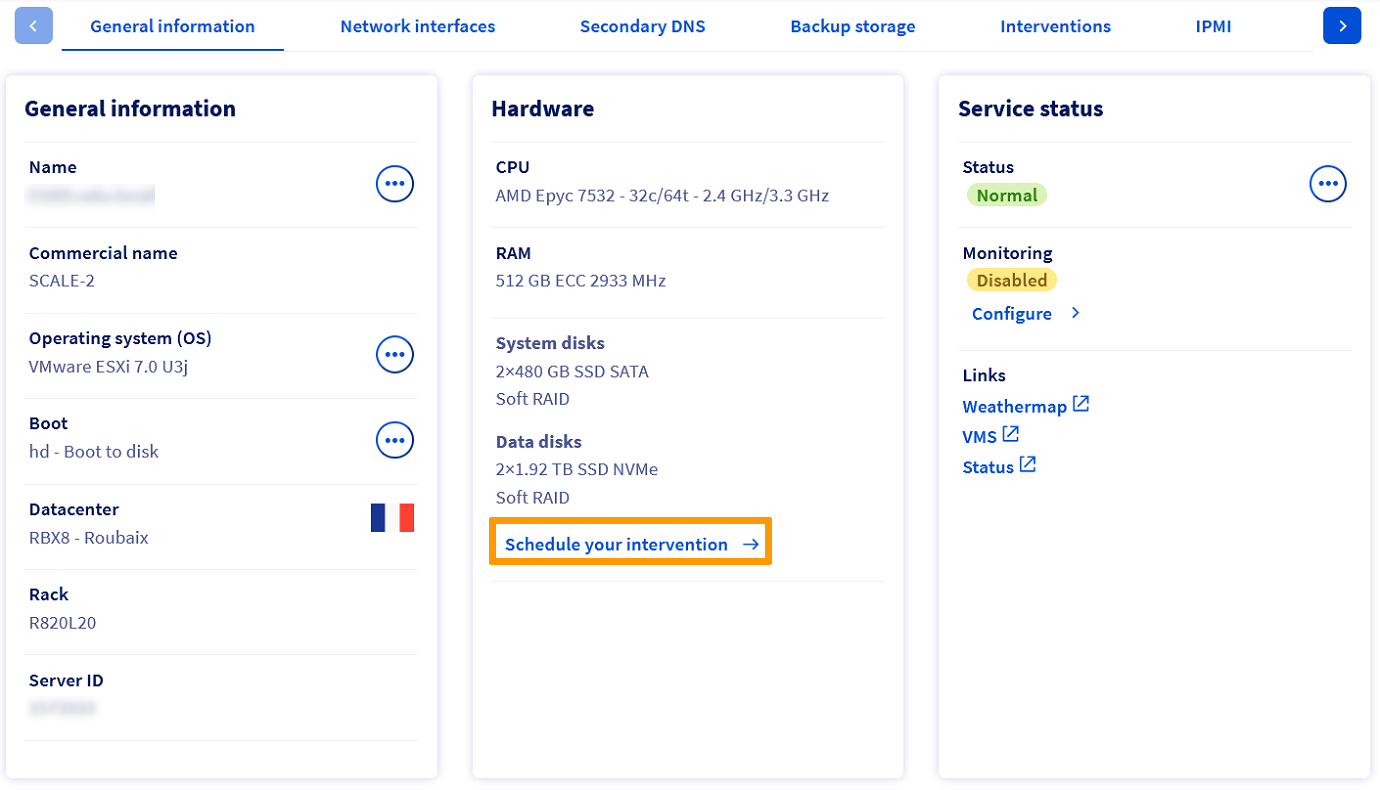 General information
Network interfaces
Secondary DNS
Backup storage
Interventions
IPMI
General information
Name
Commercial name
SCALE-2
Operating system (OS)
VMware ESXi 7.0 U3j
Boot
hd - Boot to disk
Datacenter
RBX8 - Roubaix
Rack
R820L20
Server ID
Hardware
CPU
AMD Epyc 7532 - 32c/64t - 2.4 GHz/3.3 GHz
RAM
512 GB ECC 2933 MHz
System disks
2×480 GB SSD SATA
Soft RAID
Data disks
2×1.92 TB SSD NVMe
Soft RAID
Schedule your intervention
Service status
Status
Normal
Monitoring
Disabled
Configure
Links
Weathermap
VMS
Status